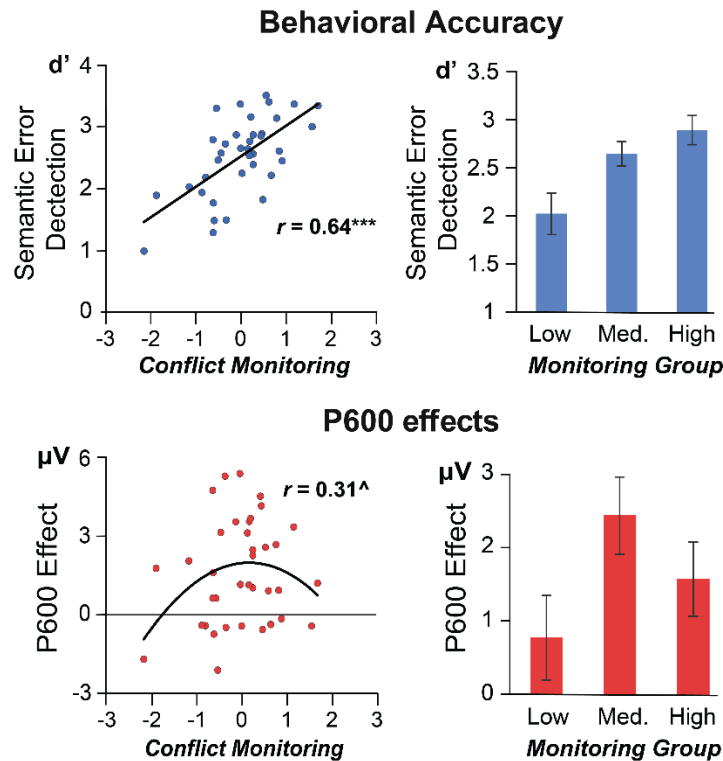 Behavioral Accuracy
d'
Semantic Error
Dectection
4
3
2
1
0
r = 0.64***
-3 -2 -1 0 1 2 3
Conflict Monitoring
d'
Semantic Error
Dectection
3.5
3
2.5
2
1.5
1
Low Med. High
Monitoring Group
P600 effects
µV
P600 Effect
6
3
0
-3
r = 0.31^
-3 -2 -1 0 1 2 3
Conflict Monitoring
µV
P600 Effect
3
2
1
0
Low Med. High
Monitoring Group